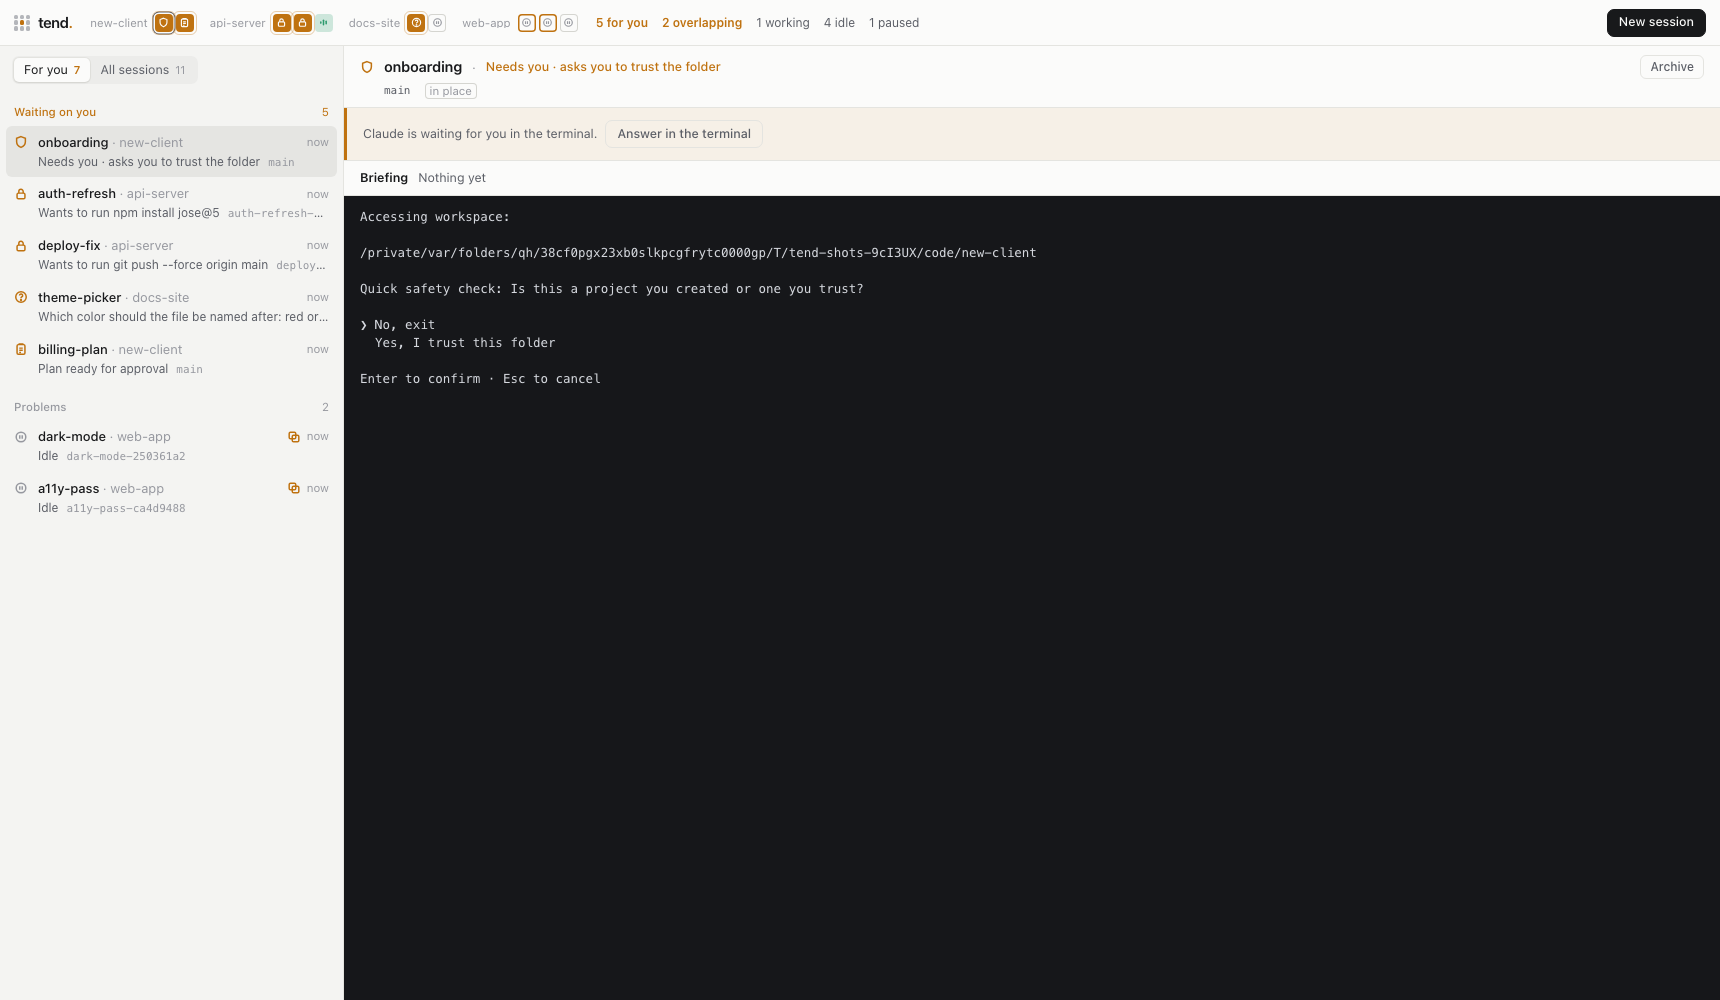 tend. new-client api-server docs-site web-app 5 for you 2 overlapping 1 working 4 idle 1 paused New session
For you 7 All sessions 11
Waiting on you 5
onboarding · new-client now
Needs you · asks you to trust the folder main
auth-refresh · api-server now
Wants to run npm install jose@5 auth-refresh-…
deploy-fix · api-server now
Wants to run git push --force origin main deploy…
theme-picker · docs-site now
Which color should the file be named after: red or…
billing-plan · new-client now
Plan ready for approval main
Problems 2
dark-mode · web-app now
Idle dark-mode-250361a2
a11y-pass · web-app now
Idle a11y-pass-ca4d9488
onboarding · Needs you · asks you to trust the folder Archive
main in place
Claude is waiting for you in the terminal. Answer in the terminal
Briefing Nothing yet
Accessing workspace:
/private/var/folders/qh/38cf0pgx23xb0slkpcgfrytc0000gp/T/tend-shots-9cI3UX/code/new-client
Quick safety check: Is this a project you created or one you trust?
❯ No, exit
Yes, I trust this folder
Enter to confirm · Esc to cancel